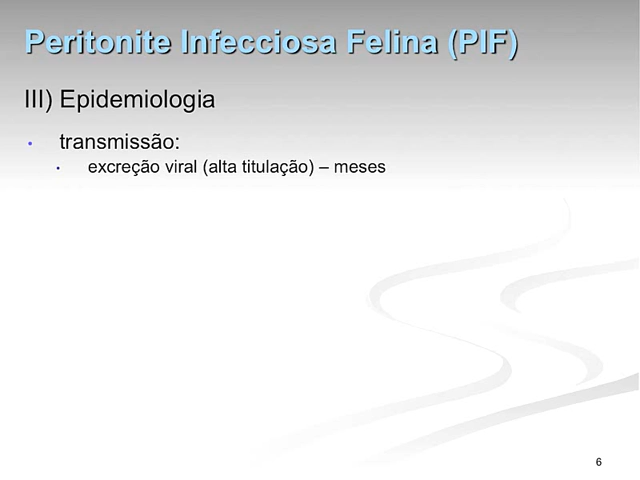 Peritonite Infecciosa Felina (PIF)
III) Epidemiologia
• transmissão:
• excreção viral (alta titulação) – meses
6